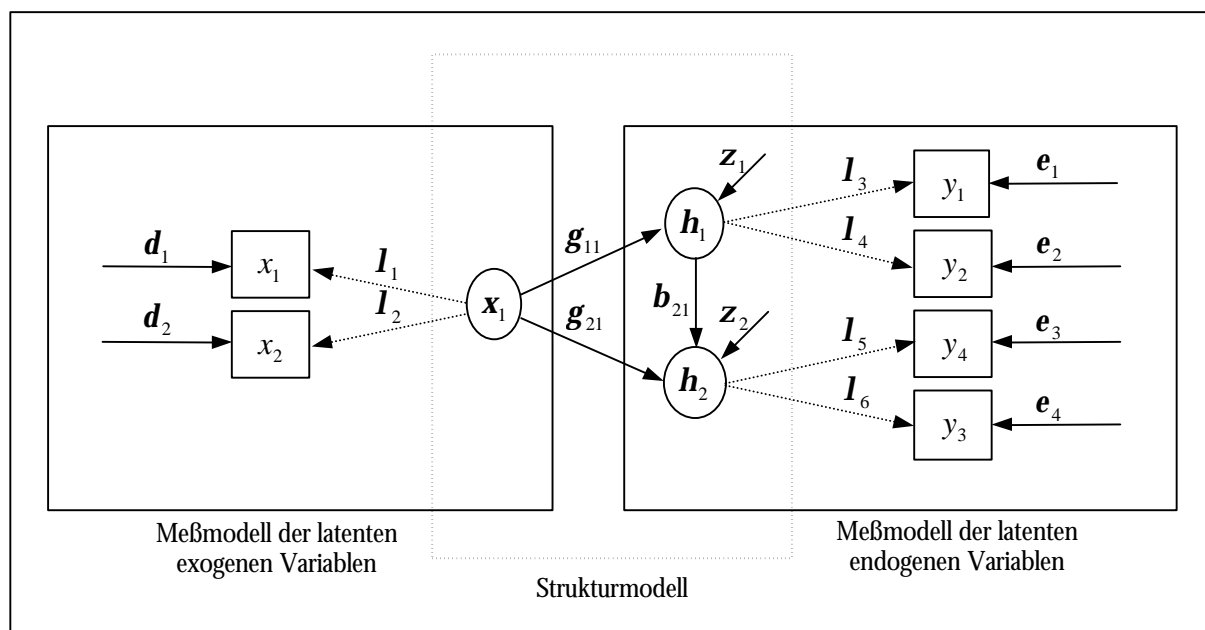 z₁
l₃
y₁
e₁
h₁
d₁
x₁
l₁
g₁₁
l₄
y₂
e₂
x₁
b₂₁
d₂
x₂
l₂
g₂₁
z₂
l₅
y₄
e₃
h₂
l₆
y₃
e₄
Meßmodell der latenten
exogenen Variablen
Meßmodell der latenten
endogenen Variablen
Strukturmodell